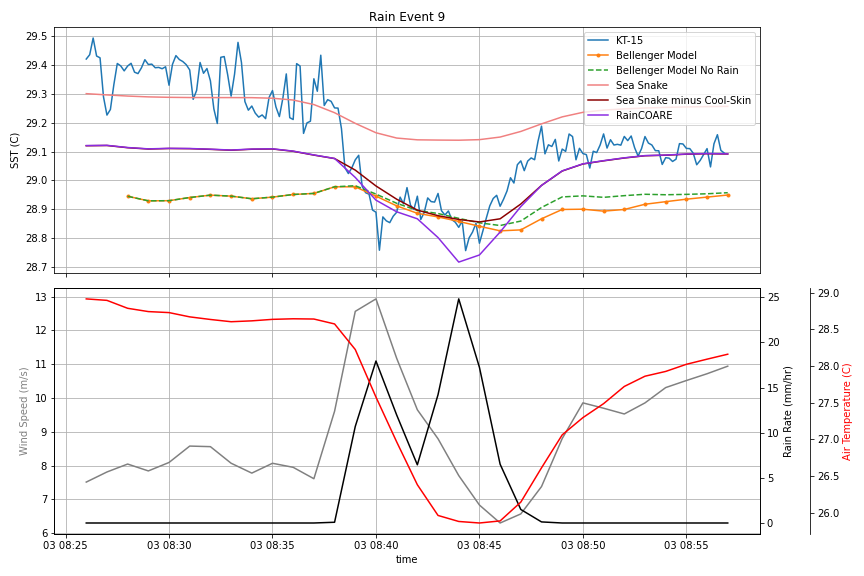 Rain Event 9
29.5
29.4
29.3
29.2
29.1
29.0
28.9
28.8
28.7
SST (C)
KT-15
Bellenger Model
Bellenger Model No Rain
Sea Snake
Sea Snake minus Cool-Skin
RainCOARE
13
12
11
10
9
8
7
6
Wind Speed (m/s)
25
20
15
10
5
0
Rain Rate (mm/hr)
29.0
28.5
28.0
27.5
27.0
26.5
26.0
Air Temperature (C)
03 08:25 03 08:30 03 08:35 03 08:40 03 08:45 03 08:50 03 08:55
time